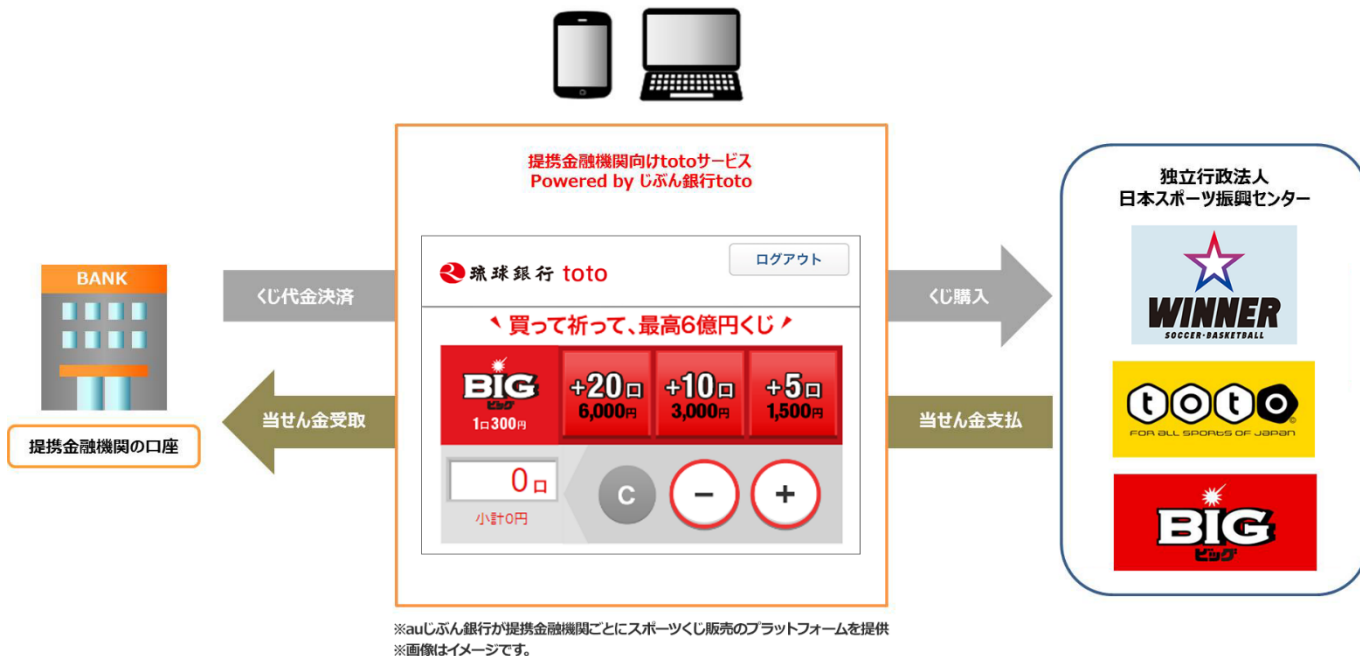 提携金融機関向けtotoサービス
Powered by じぶん銀行toto
琉球銀行 toto
ログアウト
買って祈って、最高6億円くじ
BIG
ビッグ
1口300円
+20口
6,000円
+10口
3,000円
+5口
1,500円
0口
小計0円
C
−
+
BANK
提携金融機関の口座
くじ代金決済
当せん金受取
くじ購入
当せん金支払
独立行政法人
日本スポーツ振興センター
WINNER
SOCCER・BASKETBALL
toto
FOR ALL SPORTS OF JAPAN
BIG
ビッグ
※auじぶん銀行が提携金融機関ごとにスポーツくじ販売のプラットフォームを提供
※画像はイメージです。